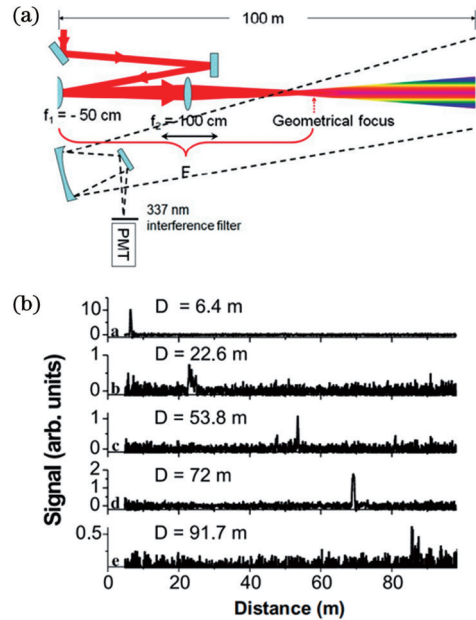 (a)
100 m
f1 = - 50 cm
f2 = -100 cm
Geometrical focus
F
337 nm
interference filter
PMT
(b)
Signal (arb. units)
10
0
a
D = 6.4 m
1
0
b
D = 22.6 m
1
0
c
D = 53.8 m
2
1
0
d
D = 72 m
0.5
e
D = 91.7 m
0 20 40 60 80
Distance (m)